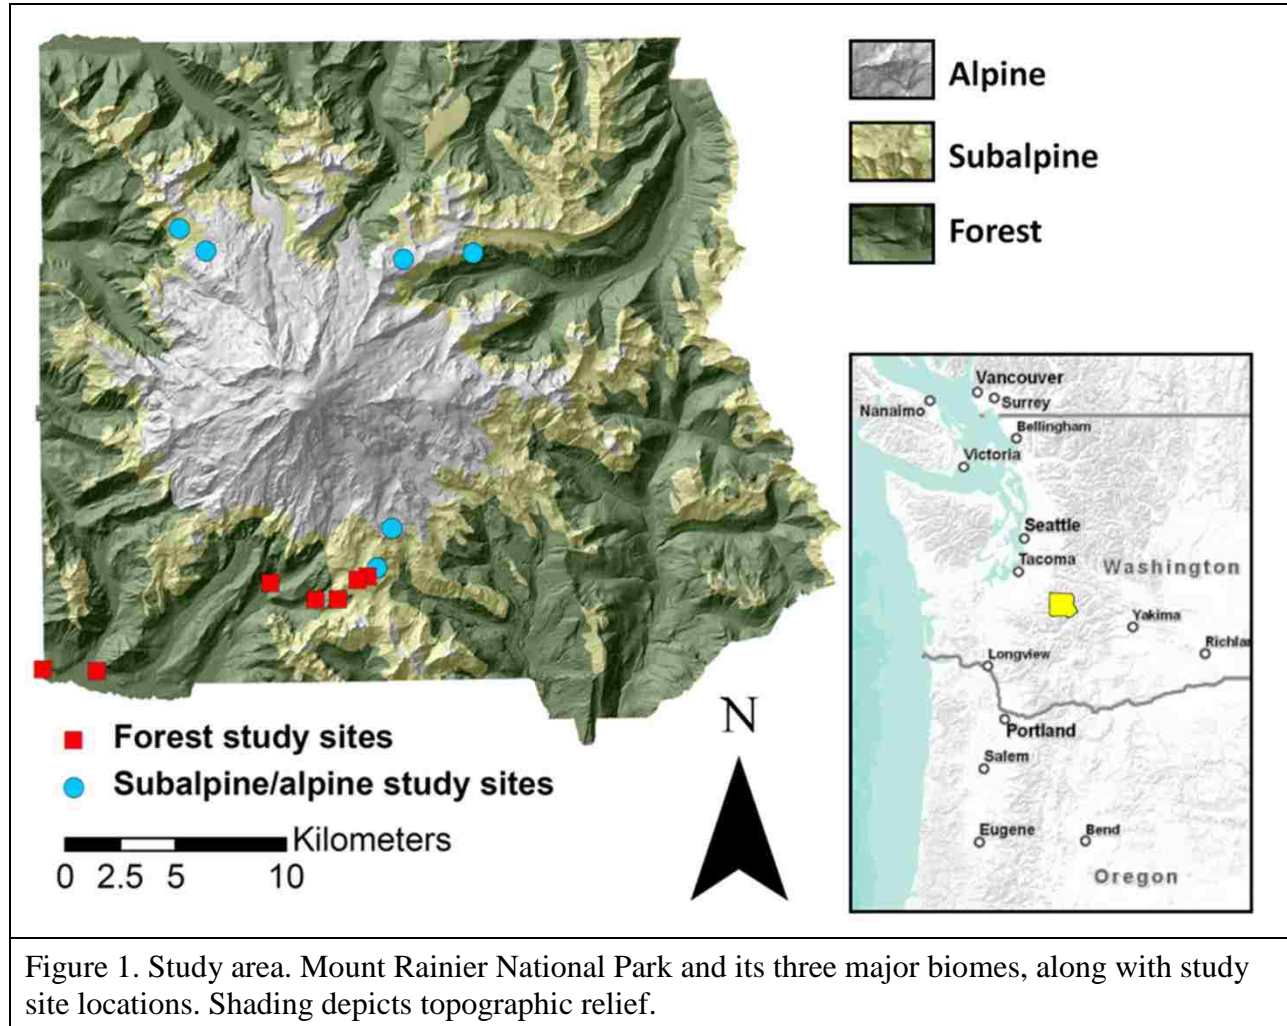 Alpine
Subalpine
Forest
Vancouver
Nanaimo
Surrey
Bellingham
Victoria
Seattle
Tacoma
Washington
Yakima
Longview
Richla
Portland
Salem
Eugene
Bend
Oregon
N
Forest study sites
Subalpine/alpine study sites
Kilometers
0 2.5 5 10
Figure 1. Study area. Mount Rainier National Park and its three major biomes, along with study
site locations. Shading depicts topographic relief.